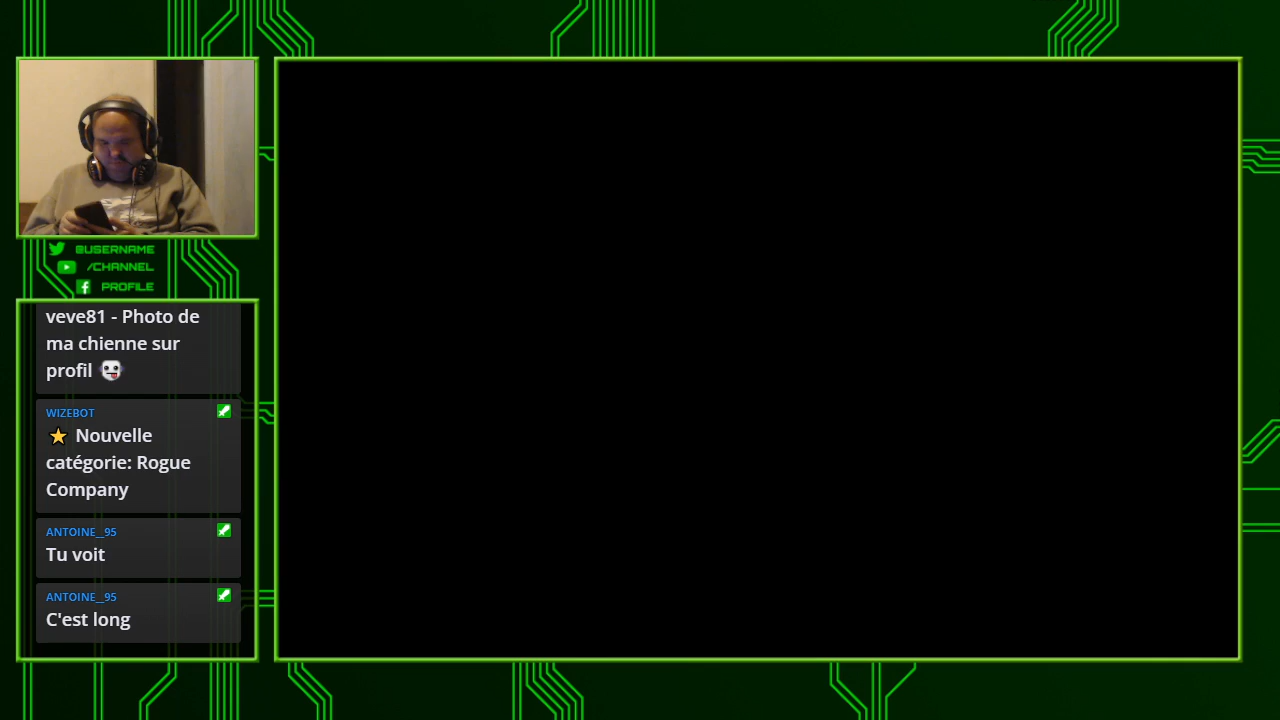 @USERNAME
/CHANNEL
PROFILE
veve81 - Photo de
ma chienne sur
profil
WIZEBOT
Nouvelle
catégorie: Rogue
Company
ANTOINE_95
Tu voit
ANTOINE_95
C'est long